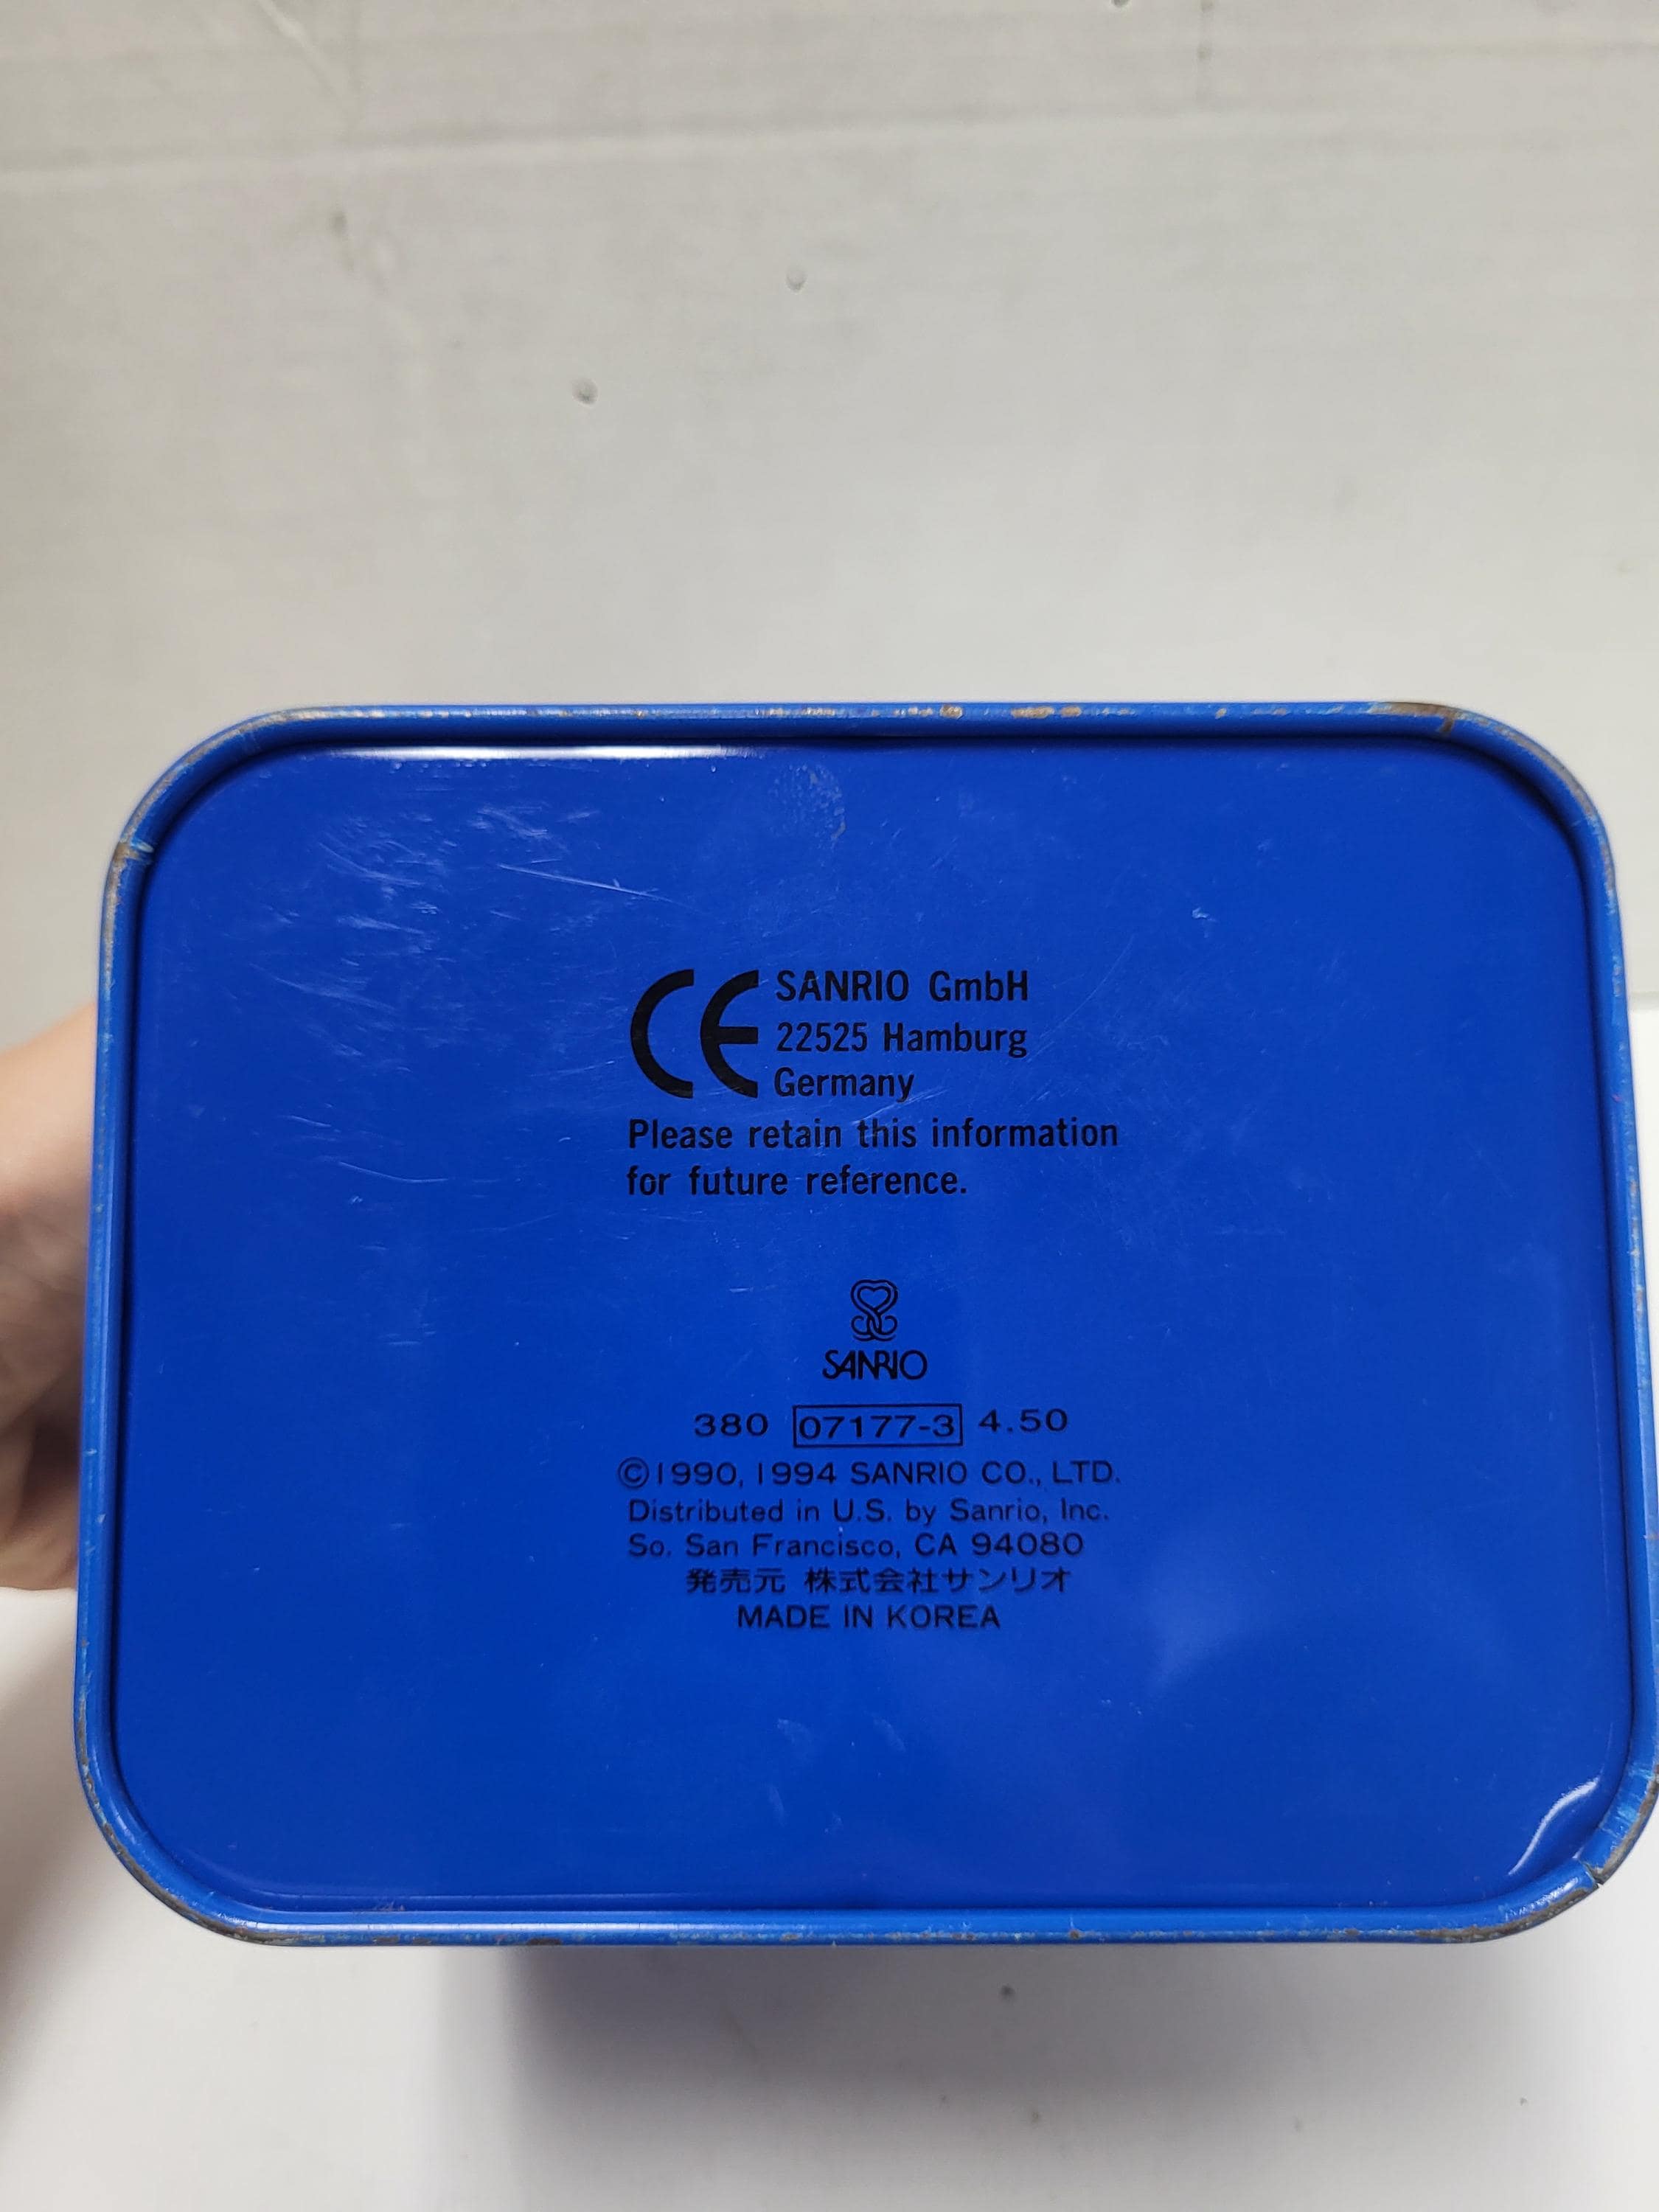 CE SANRIO GmbH
22525 Hamburg
Germany
Please retain this information
for future reference.
SANRIO
380 07177-3 4.50
©1990, 1994 SANRIO CO., LTD.
Distributed in U.S. by Sanrio, Inc.
So. San Francisco, CA 94080
発売元 株式会社サンリオ
MADE IN KOREA